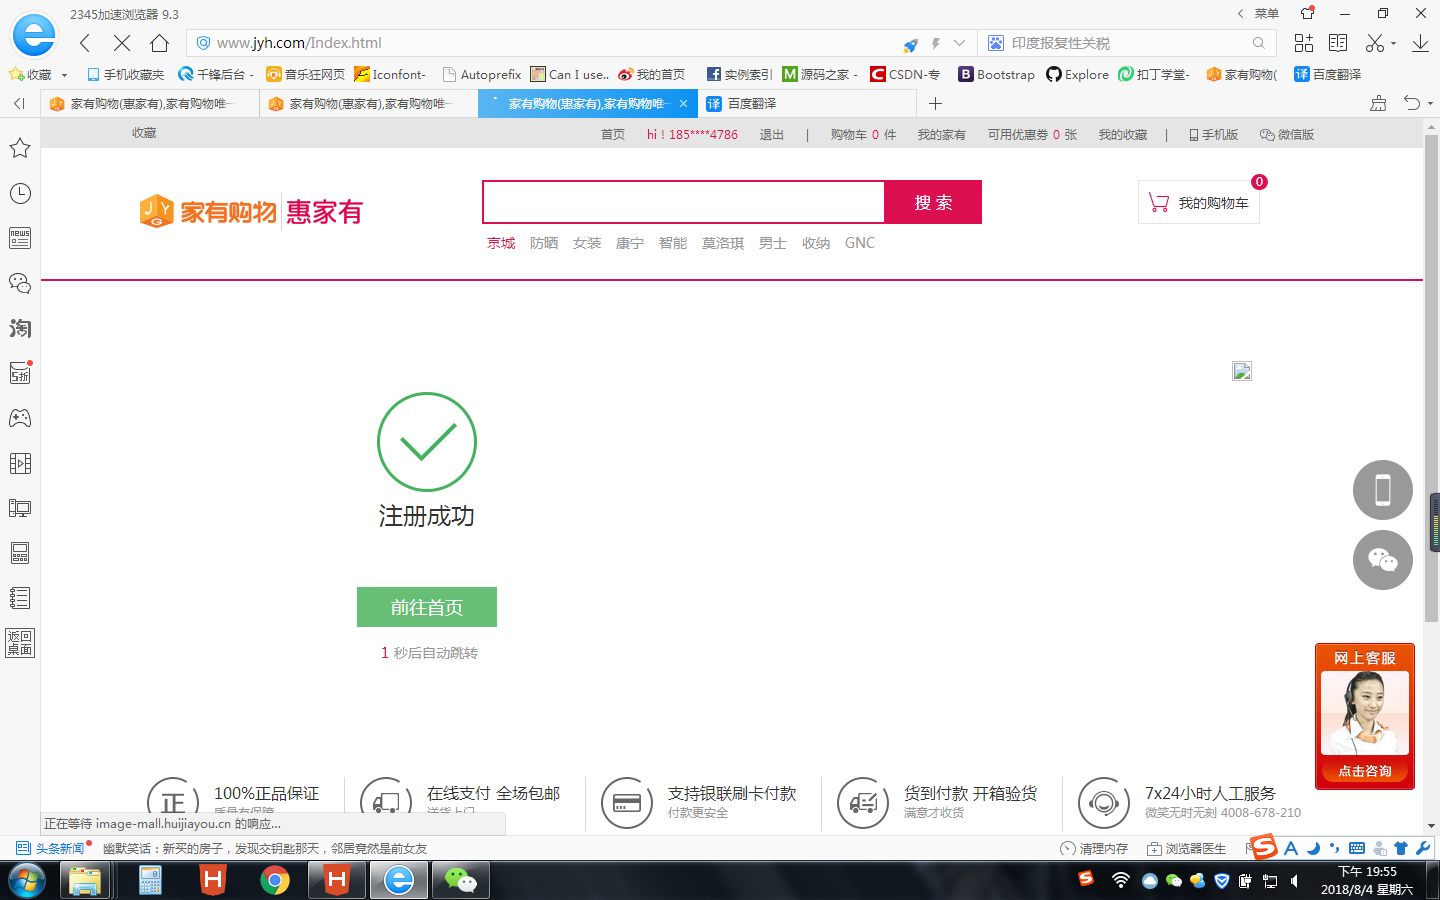 2345加速浏览器 9.3
菜单
www.jyh.com/Index.html
印度报复性关税
收藏
手机收藏夹
千锋后台 -
音乐狂网页
Iconfont-
Autoprefix
Can I use..
我的首页
实例索引
源码之家 -
CSDN-专
Bootstrap
Explore
扣丁学堂-
家有购物(
百度翻译
家有购物(惠家有),家有购物唯一
家有购物(惠家有),家有购物唯一
家有购物(惠家有),家有购物唯一
百度翻译
收藏
首页
hi！185****4786
退出
|
购物车 0 件
我的家有
可用优惠劵 0 张
我的收藏
|
手机版
微信版
家有购物
惠家有
搜 索
0
我的购物车
京城 防晒 女装 康宁 智能 莫洛琪 男士 收纳 GNC
news
淘
5折
返回
桌面
注册成功
前往首页
1 秒后自动跳转
网上客服
点击咨询
正
100%正品保证
在线支付 全场包邮
送货上门
支持银联刷卡付款
付款更安全
货到付款 开箱验货
满意才收货
7x24小时人工服务
微笑无时无刻 4008-678-210
正在等待 image-mall.huijiayou.cn 的响应...
头条新闻
幽默笑话：新买的房子，发现交钥匙那天，邻居竟然是前女友
清理内存
浏览器医生
下午 19:55
2018/8/4 星期六